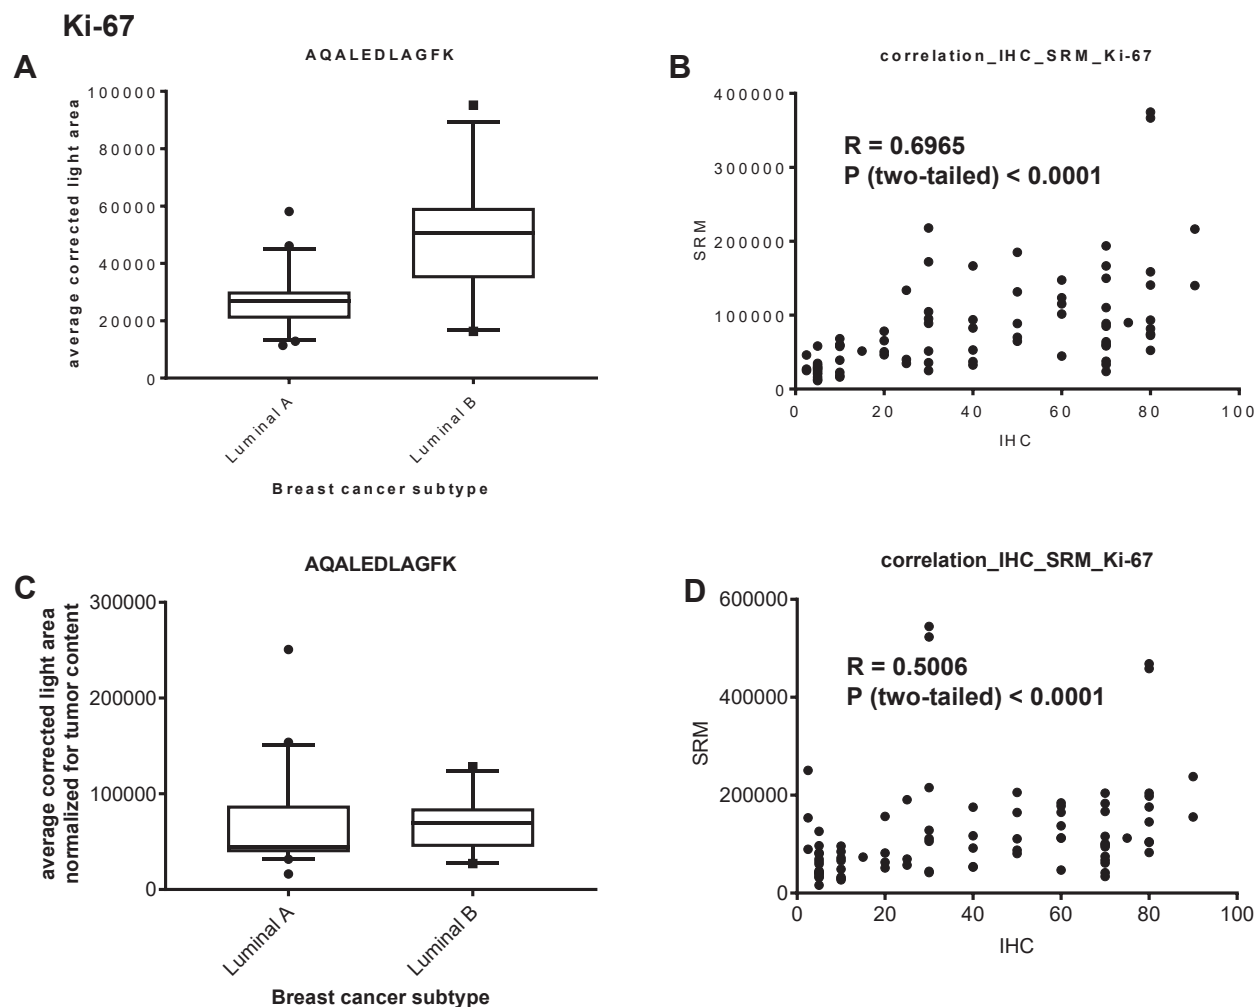 Ki-67
A
AQALEDLAGFK
average corrected light area
100000
80000
60000
40000
20000
0
Luminal A
Luminal B
Breast cancer subtype
B
correlation_IHC_SRM_Ki-67
R = 0.6965
P (two-tailed) < 0.0001
SRM
400000
300000
200000
100000
0
0 20 40 60 80 100
IHC
C
AQALEDLAGFK
average corrected light area
normalized for tumor content
300000
200000
100000
0
Luminal A
Luminal B
Breast cancer subtype
D
correlation_IHC_SRM_Ki-67
R = 0.5006
P (two-tailed) < 0.0001
SRM
600000
400000
200000
0
0 20 40 60 80 100
IHC